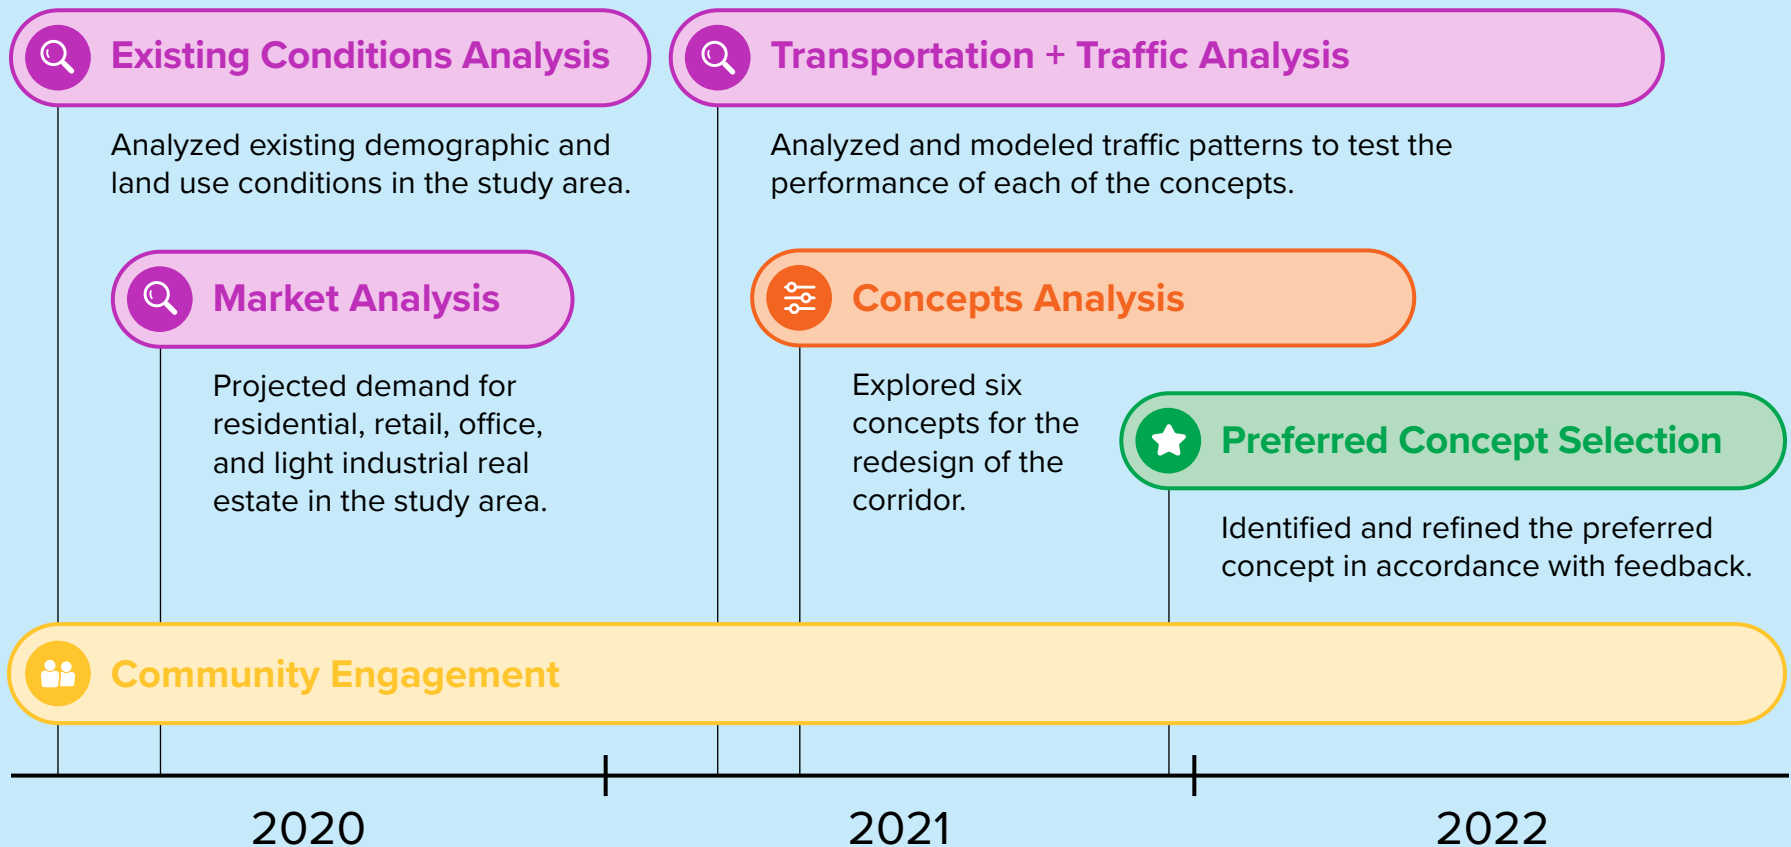 Existing Conditions Analysis
Analyzed existing demographic and
land use conditions in the study area.
Market Analysis
Projected demand for
residential, retail, office,
and light industrial real
estate in the study area.
Transportation + Traffic Analysis
Analyzed and modeled traffic patterns to test the
performance of each of the concepts.
Concepts Analysis
Explored six
concepts for the
redesign of the
corridor.
Preferred Concept Selection
Identified and refined the preferred
concept in accordance with feedback.
Community Engagement
2020
2021
2022